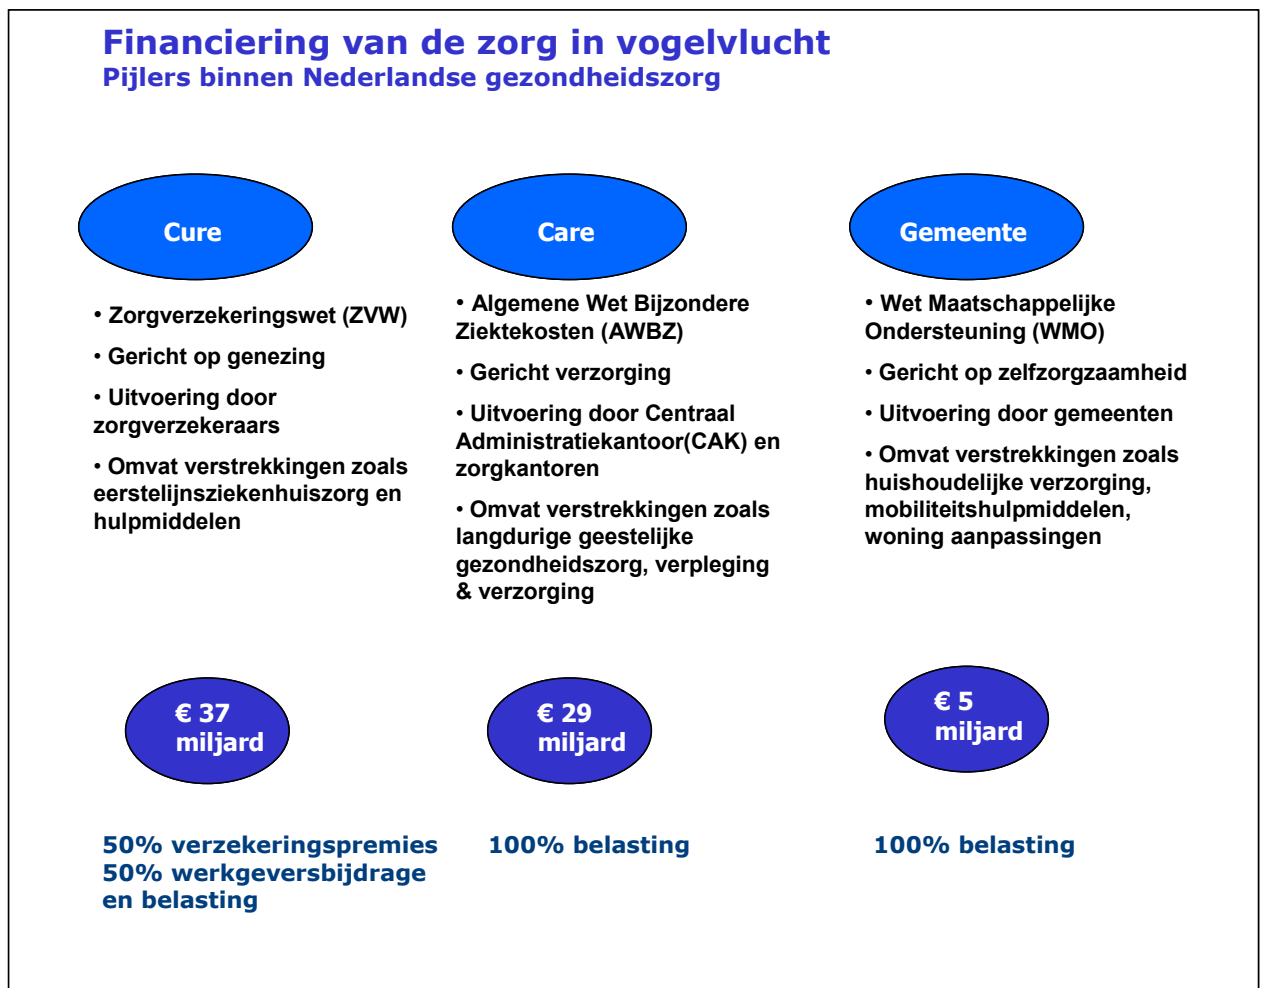 Financiering van de zorg in vogelvlucht
Pijlers binnen Nederlandse gezondheidszorg
Cure
• Zorgverzekeringswet (ZVW)
• Gericht op genezing
• Uitvoering door
zorgverzekeraars
• Omvat verstrekkingen zoals
eerstelijnsziekenhuiszorg en
hulpmiddelen
€ 37
miljard
50% verzekeringspremies
50% werkgeversbijdrage
en belasting
Care
• Algemene Wet Bijzondere
Ziektekosten (AWBZ)
• Gericht verzorging
• Uitvoering door Centraal
Administratiekantoor(CAK) en
zorgkantoren
• Omvat verstrekkingen zoals
langdurige geestelijke
gezondheidszorg, verpleging
& verzorging
€ 29
miljard
100% belasting
Gemeente
• Wet Maatschappelijke
Ondersteuning (WMO)
• Gericht op zelfzorgzaamheid
• Uitvoering door gemeenten
• Omvat verstrekkingen zoals
huishoudelijke verzorging,
mobiliteitshulpmiddelen,
woning aanpassingen
€ 5
miljard
100% belasting